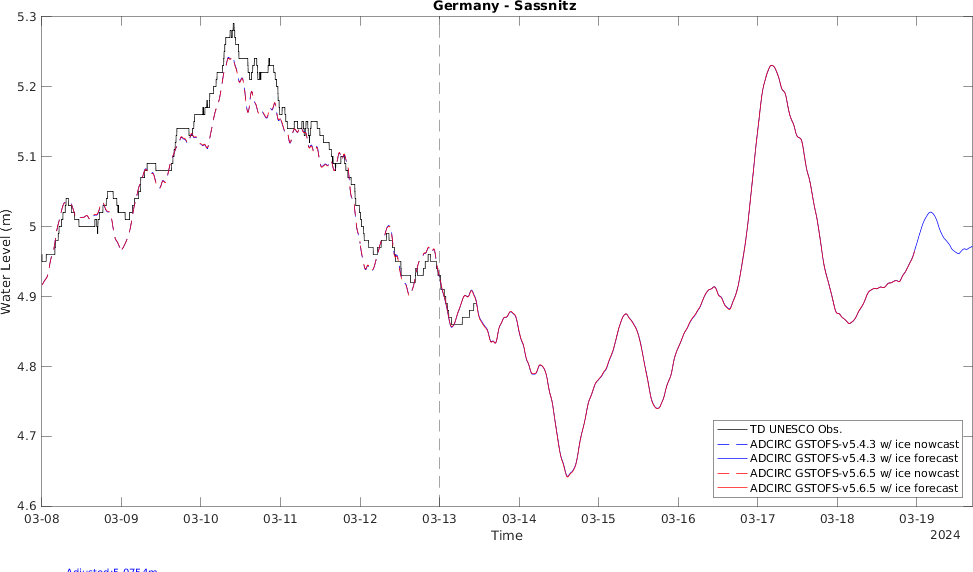 Germany - Sassnitz
5.3
5.2
5.1
5
4.9
4.8
4.7
4.6
Water Level (m)
03-08 03-09 03-10 03-11 03-12 03-13 03-14 03-15 03-16 03-17 03-18 03-19
2024
Time
TD UNESCO Obs.
ADCIRC GSTOFS-v5.4.3 w/ ice nowcast
ADCIRC GSTOFS-v5.4.3 w/ ice forecast
ADCIRC GSTOFS-v5.6.5 w/ ice nowcast
ADCIRC GSTOFS-v5.6.5 w/ ice forecast